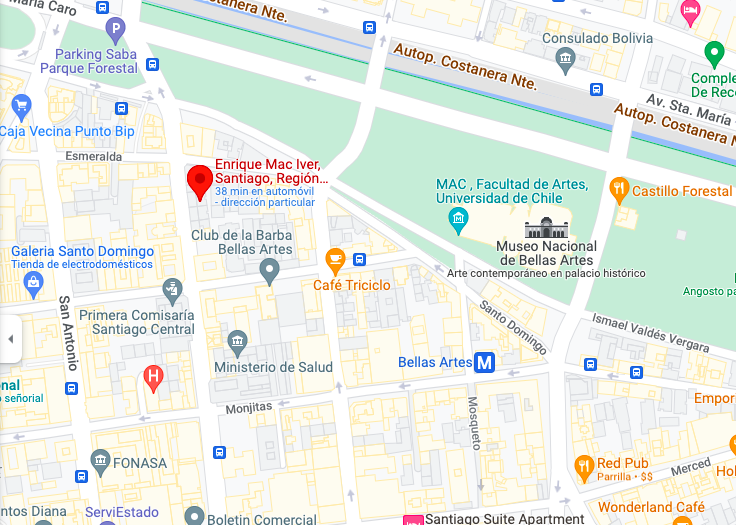 María Caro
Costanera Nte.
Parking Saba
Parque Forestal
Autop. Costanera Nte.
Consulado Bolivia
Comple
De Reco
Av. Sta. María
Autop. Costanera N
Caja Vecina Punto Bip
Esmeralda
Enrique Mac Iver,
Santiago, Región...
38 min en automóvil
- dirección particular
MAC , Facultad de Artes,
Universidad de Chile
Castillo Forestal
Club de la Barba
Bellas Artes
Museo Nacional
de Bellas Artes
Arte contemporáneo en palacio histórico
Galeria Santo Domingo
Tienda de electrodomésticos
Café Triciclo
Angosto pa
San Antonio
Primera Comisaría
Santiago Central
Santo Domingo
Ismael Valdés Vergara
Ministerio de Salud
Bellas Artes
M
H
onal
o señorial
Monjitas
Mosqueto
Empor
FONASA
Red Pub
Parrilla • $$
Merced
Ho
Wonderland Café
untos Diana
ServiEstado
Boletin Comercial
Santiago Suite Apartment